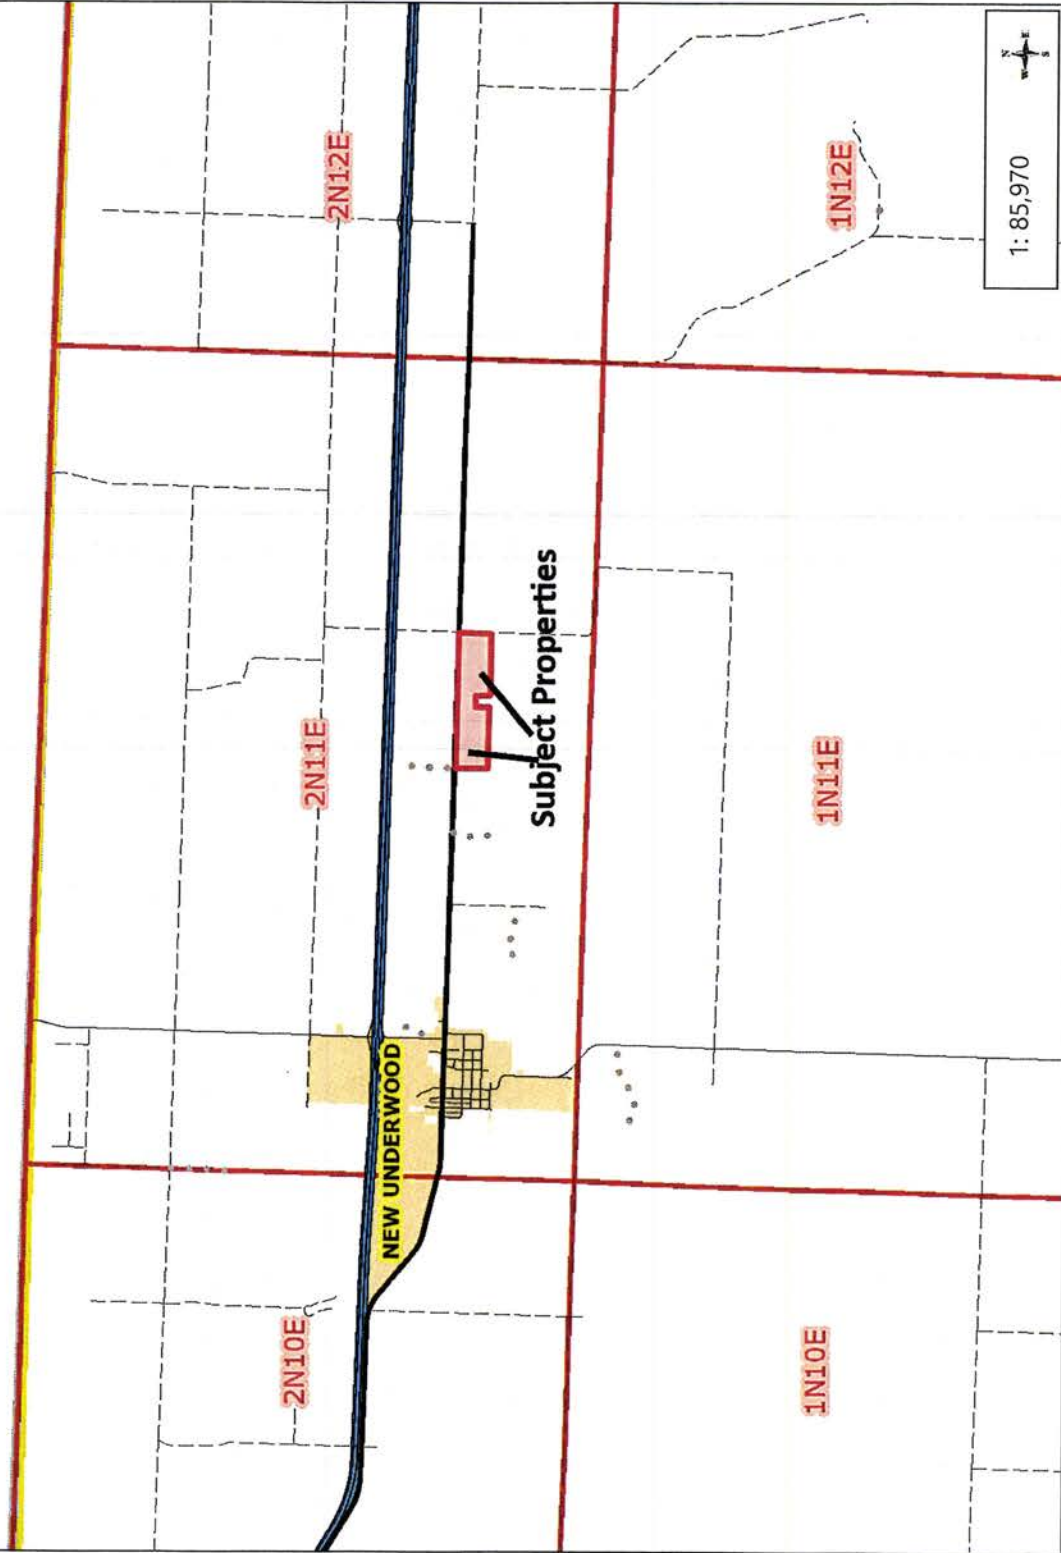 2N10E
2N11E
2N12E
NEW UNDERWOOD
Subject Properties
1N10E
1N11E
1N12E
1: 85,970
N
W E
S